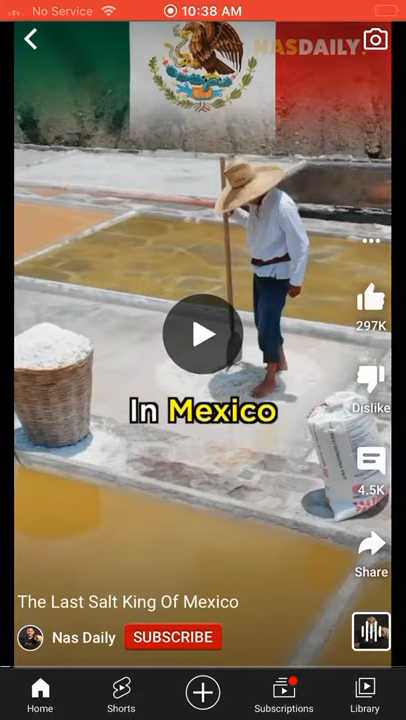 No Service
10:38 AM
NASDAILY.
In Mexico
297K
Dislike
4.5K
Share
The Last Salt King Of Mexico
Nas Daily
SUBSCRIBE
Home
Shorts
Subscriptions
Library